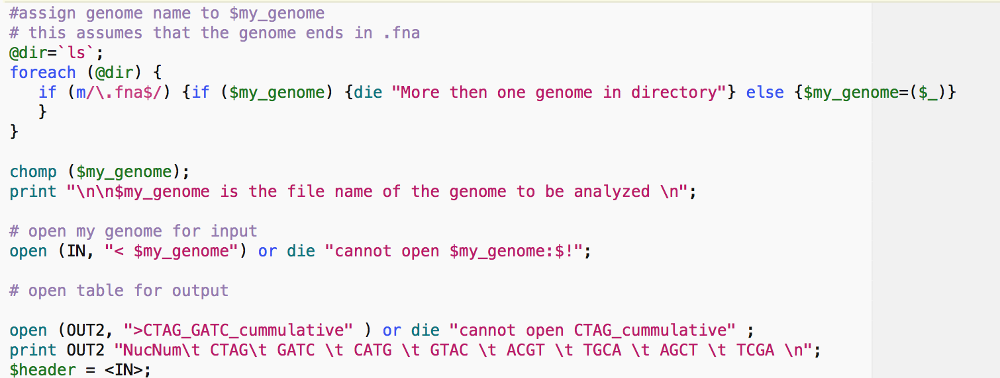 #assign genome name to $my_genome
# this assumes that the genome ends in .fna
@dir=`ls`;
foreach (@dir) {
   if (m/\.fna$/) {if ($my_genome) {die "More then one genome in directory"} else {$my_genome=($_)}
   }
}
chomp ($my_genome);
print "\n\n$my_genome is the file name of the genome to be analyzed \n";
# open my genome for input
open (IN, "< $my_genome") or die "cannot open $my_genome:$!";
# open table for output
open (OUT2, ">CTAG_GATC_cummulative" ) or die "cannot open CTAG_cummulative" ;
print OUT2 "NucNum\t CTAG\t GATC \t CATG \t GTAC \t ACGT \t TGCA \t AGCT \t TCGA \n";
$header = <IN>;